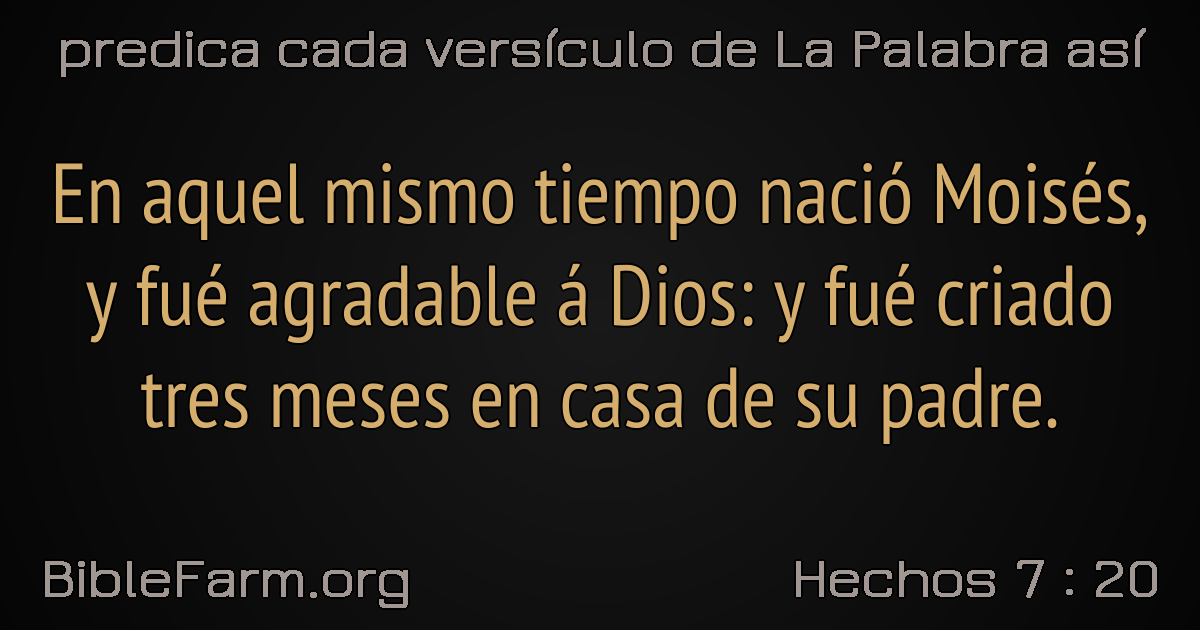 predica cada versículo de La Palabra así
En aquel mismo tiempo nació Moisés,
y fué agradable á Dios: y fué criado
tres meses en casa de su padre.
BibleFarm.org
Hechos 7 : 20